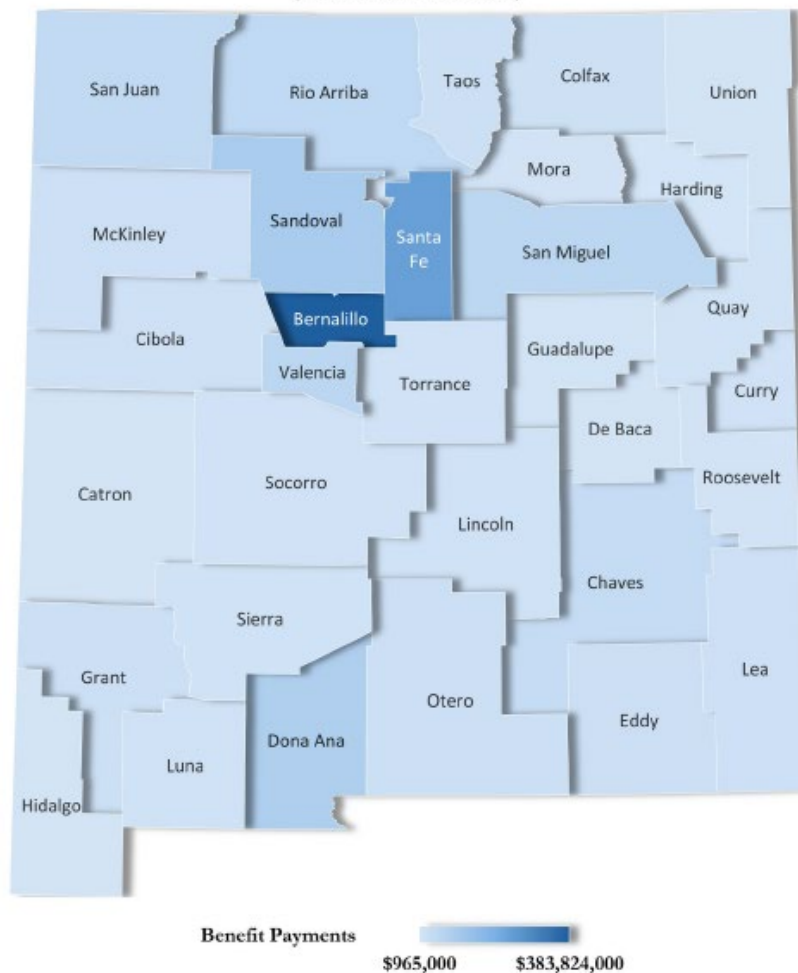 San Juan
Rio Arriba
Taos
Colfax
Union
Mora
Harding
McKinley
Sandoval
Santa
Fe
San Miguel
Quay
Cibola
Bernalillo
Guadalupe
Valencia
Torrance
Curry
De Baca
Catron
Socorro
Roosevelt
Lincoln
Chaves
Sierra
Grant
Lea
Otero
Eddy
Dona Ana
Luna
Hidalgo
Benefit Payments
$965,000 $383,824,000